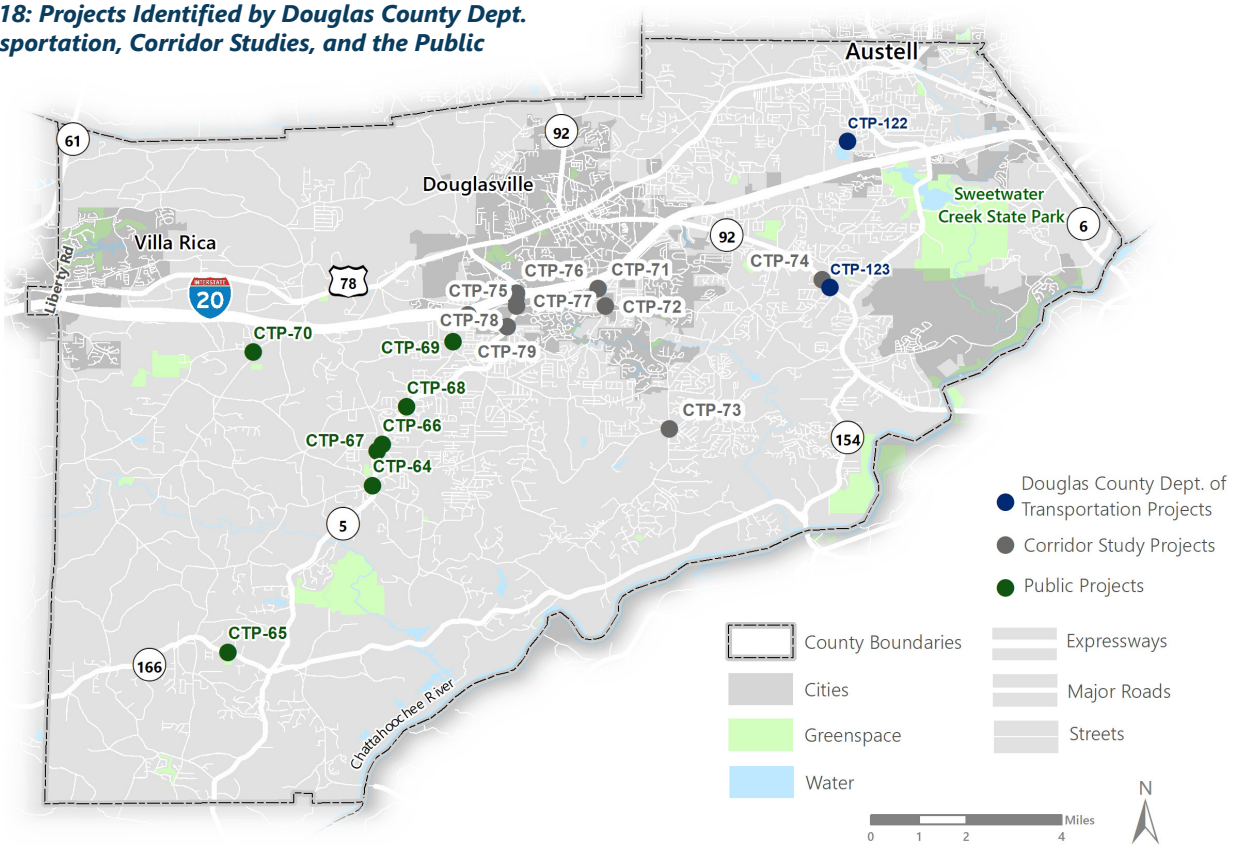 18: Projects Identified by Douglas County Dept.
sportation, Corridor Studies, and the Public
Austell
61
92
CTP-122
Douglasville
Sweetwater
Creek State Park
6
Villa Rica
92
Liberty Rd
INTERSTATE
20
78
CTP-76
CTP-71
CTP-74
CTP-123
CTP-75
CTP-77
CTP-72
CTP-78
CTP-70
CTP-69
CTP-79
CTP-68
CTP-73
CTP-66
CTP-67
CTP-64
154
5
Douglas County Dept. of
Transportation Projects
Corridor Study Projects
Public Projects
CTP-65
166
Chattahoochee River
County Boundaries
Cities
Greenspace
Water
Expressways
Major Roads
Streets
N
Miles
0 1 2 4